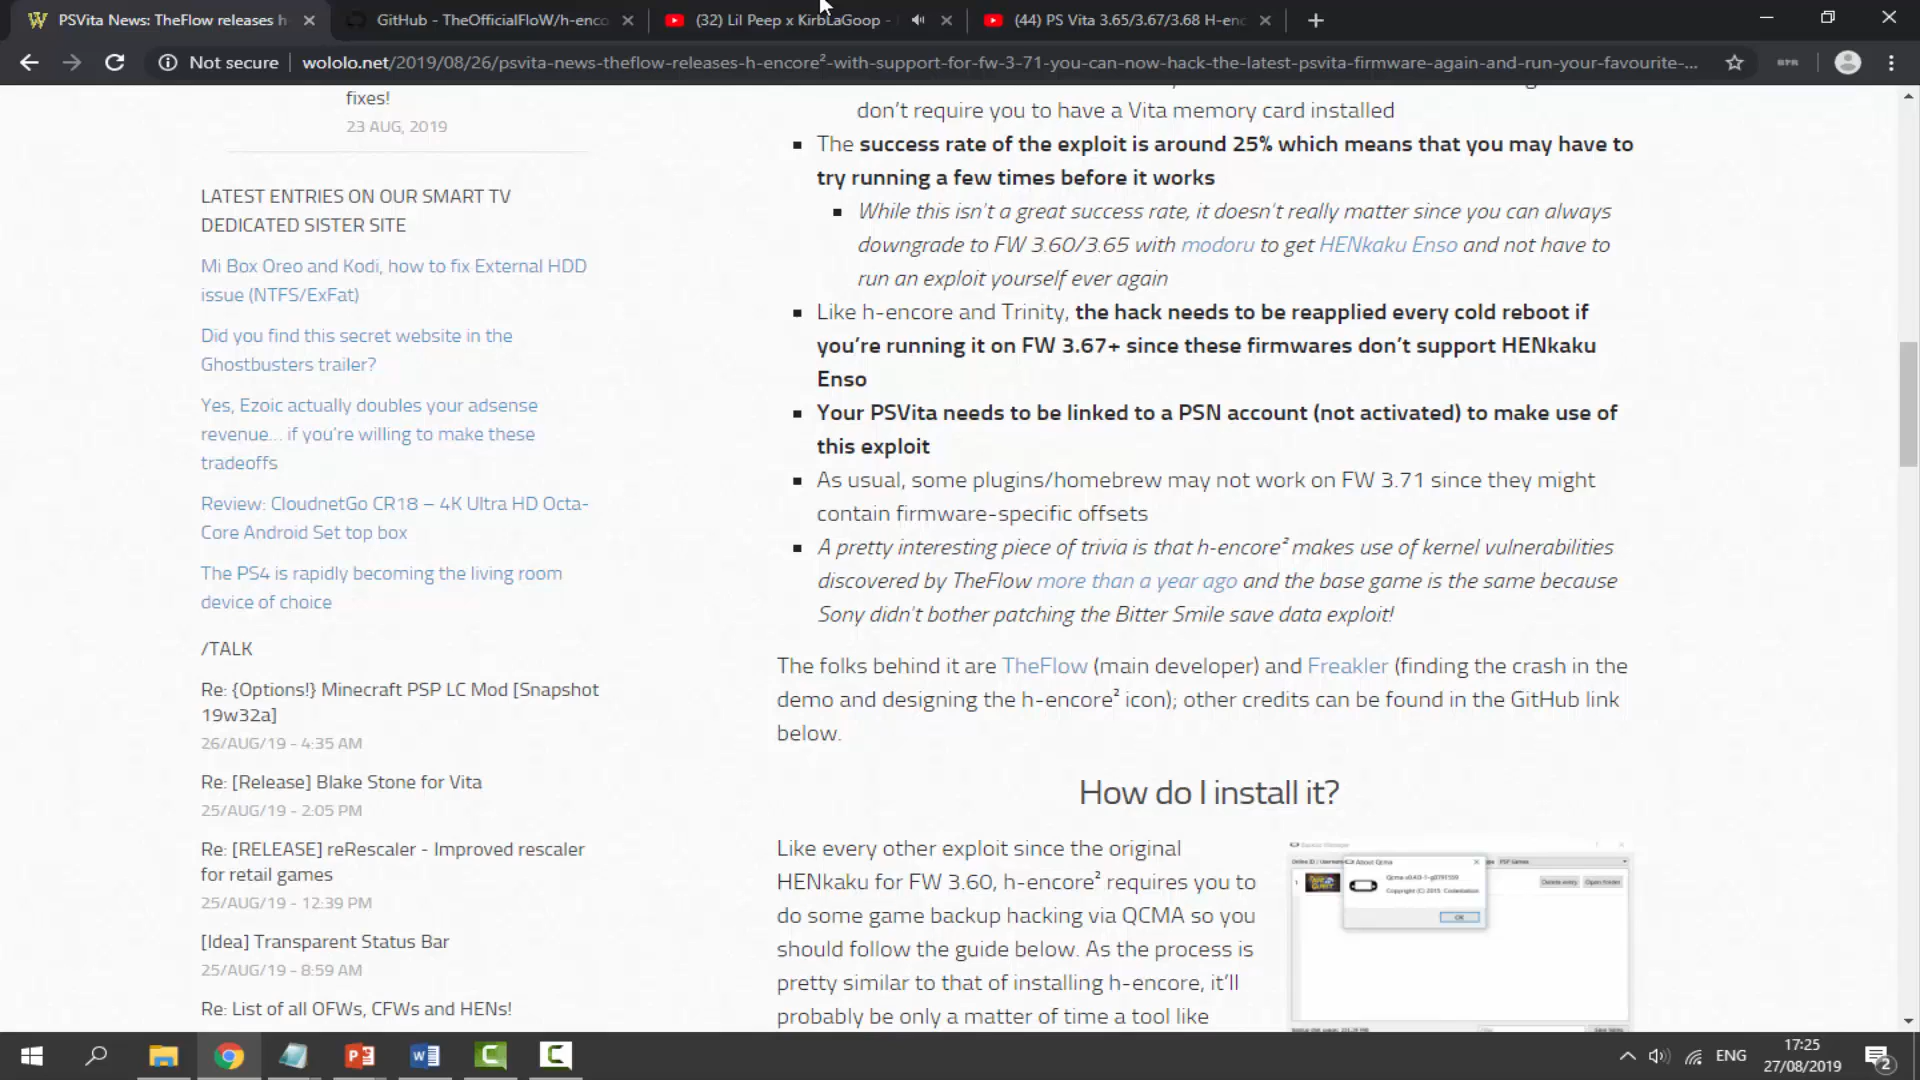 PSVita News: TheFlow releases h
GitHub - TheOfficialFloW/h-enco
(32) Lil Peep x KirbLaGoop -
(44) PS Vita 3.65/3.67/3.68 H-enc
Not secure
wololo.net/2019/08/26/psvita-news-theflow-releases-h-encore²-with-support-for-fw-3-71-you-can-now-hack-the-latest-psvita-firmware-again-and-run-your-favourite-...
fixes!
23 AUG, 2019
LATEST ENTRIES ON OUR SMART TV
DEDICATED SISTER SITE
Mi Box Oreo and Kodi, how to fix External HDD
issue (NTFS/ExFat)
Did you find this secret website in the
Ghostbusters trailer?
Yes, Ezoic actually doubles your adsense
revenue... if you're willing to make these
tradeoffs
Review: CloudnetGo CR18 – 4K Ultra HD Octa-
Core Android Set top box
The PS4 is rapidly becoming the living room
device of choice
/TALK
Re: {Options!} Minecraft PSP LC Mod [Snapshot
19w32a]
26/AUG/19 - 4:35 AM
Re: [Release] Blake Stone for Vita
25/AUG/19 - 2:05 PM
Re: [RELEASE] reRescaler - Improved rescaler
for retail games
25/AUG/19 - 12:39 PM
[Idea] Transparent Status Bar
25/AUG/19 - 8:59 AM
Re: List of all OFWs, CFWs and HENs!
don't require you to have a Vita memory card installed
The success rate of the exploit is around 25% which means that you may have to
try running a few times before it works
While this isn't a great success rate, it doesn't really matter since you can always
downgrade to FW 3.60/3.65 with modoru to get HENkaku Enso and not have to
run an exploit yourself ever again
Like h-encore and Trinity, the hack needs to be reapplied every cold reboot if
you're running it on FW 3.67+ since these firmwares don't support HENkaku
Enso
Your PSVita needs to be linked to a PSN account (not activated) to make use of
this exploit
As usual, some plugins/homebrew may not work on FW 3.71 since they might
contain firmware-specific offsets
A pretty interesting piece of trivia is that h-encore² makes use of kernel vulnerabilities
discovered by TheFlow more than a year ago and the base game is the same because
Sony didn't bother patching the Bitter Smile save data exploit!
The folks behind it are TheFlow (main developer) and Freakler (finding the crash in the
demo and designing the h-encore² icon); other credits can be found in the GitHub link
below.
How do I install it?
Like every other exploit since the original
HENkaku for FW 3.60, h-encore² requires you to
do some game backup hacking via QCMA so you
should follow the guide below. As the process is
pretty similar to that of installing h-encore, it'll
probably be only a matter of time a tool like
About Qcma
PSP Games
Delete entry
Open folder
OK
ENG
17:25
27/08/2019
2